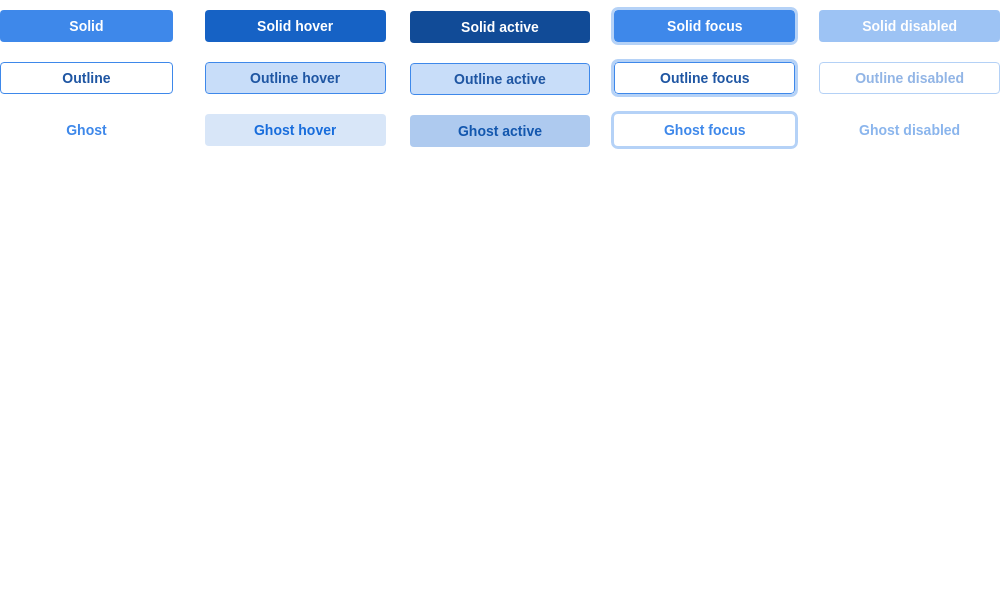 Solid
Solid hover
Solid active
Solid focus
Solid disabled
Outline
Outline hover
Outline active
Outline focus
Outline disabled
Ghost
Ghost hover
Ghost active
Ghost focus
Ghost disabled